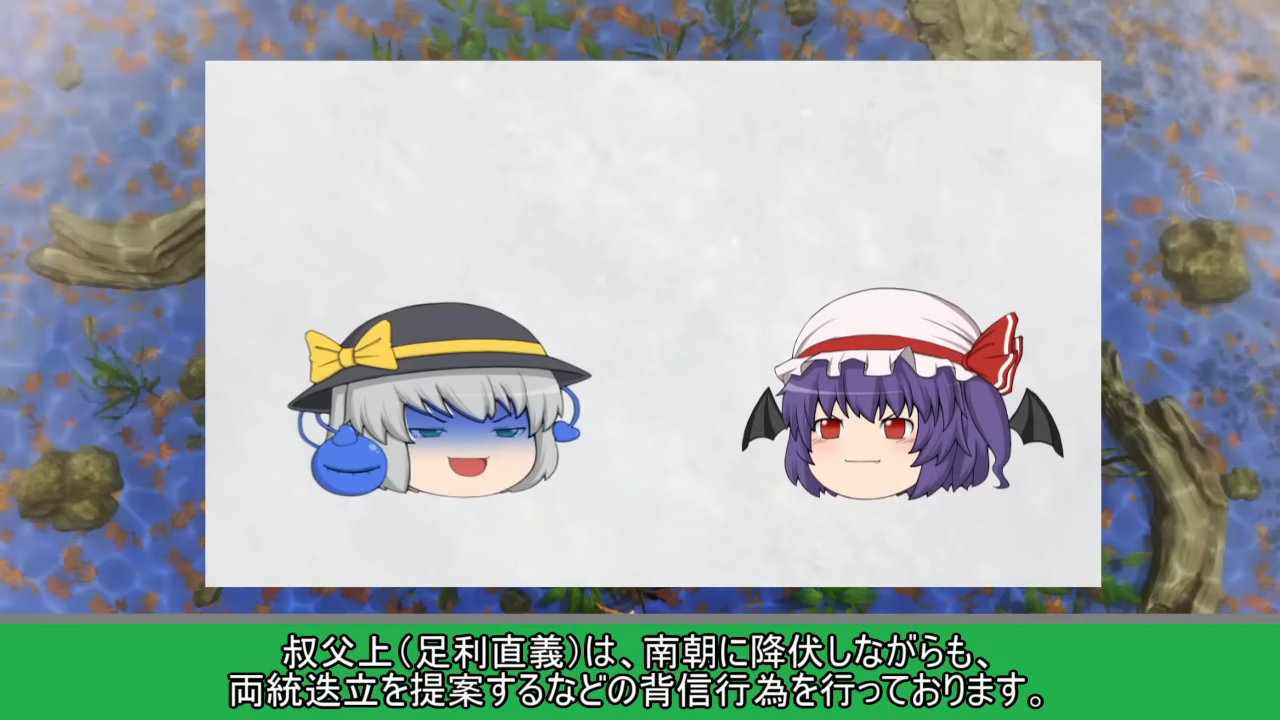 叔父上(足利直義)は、南朝に降伏しながらも、
両統迭立を提案するなどの背信行為を行っております。